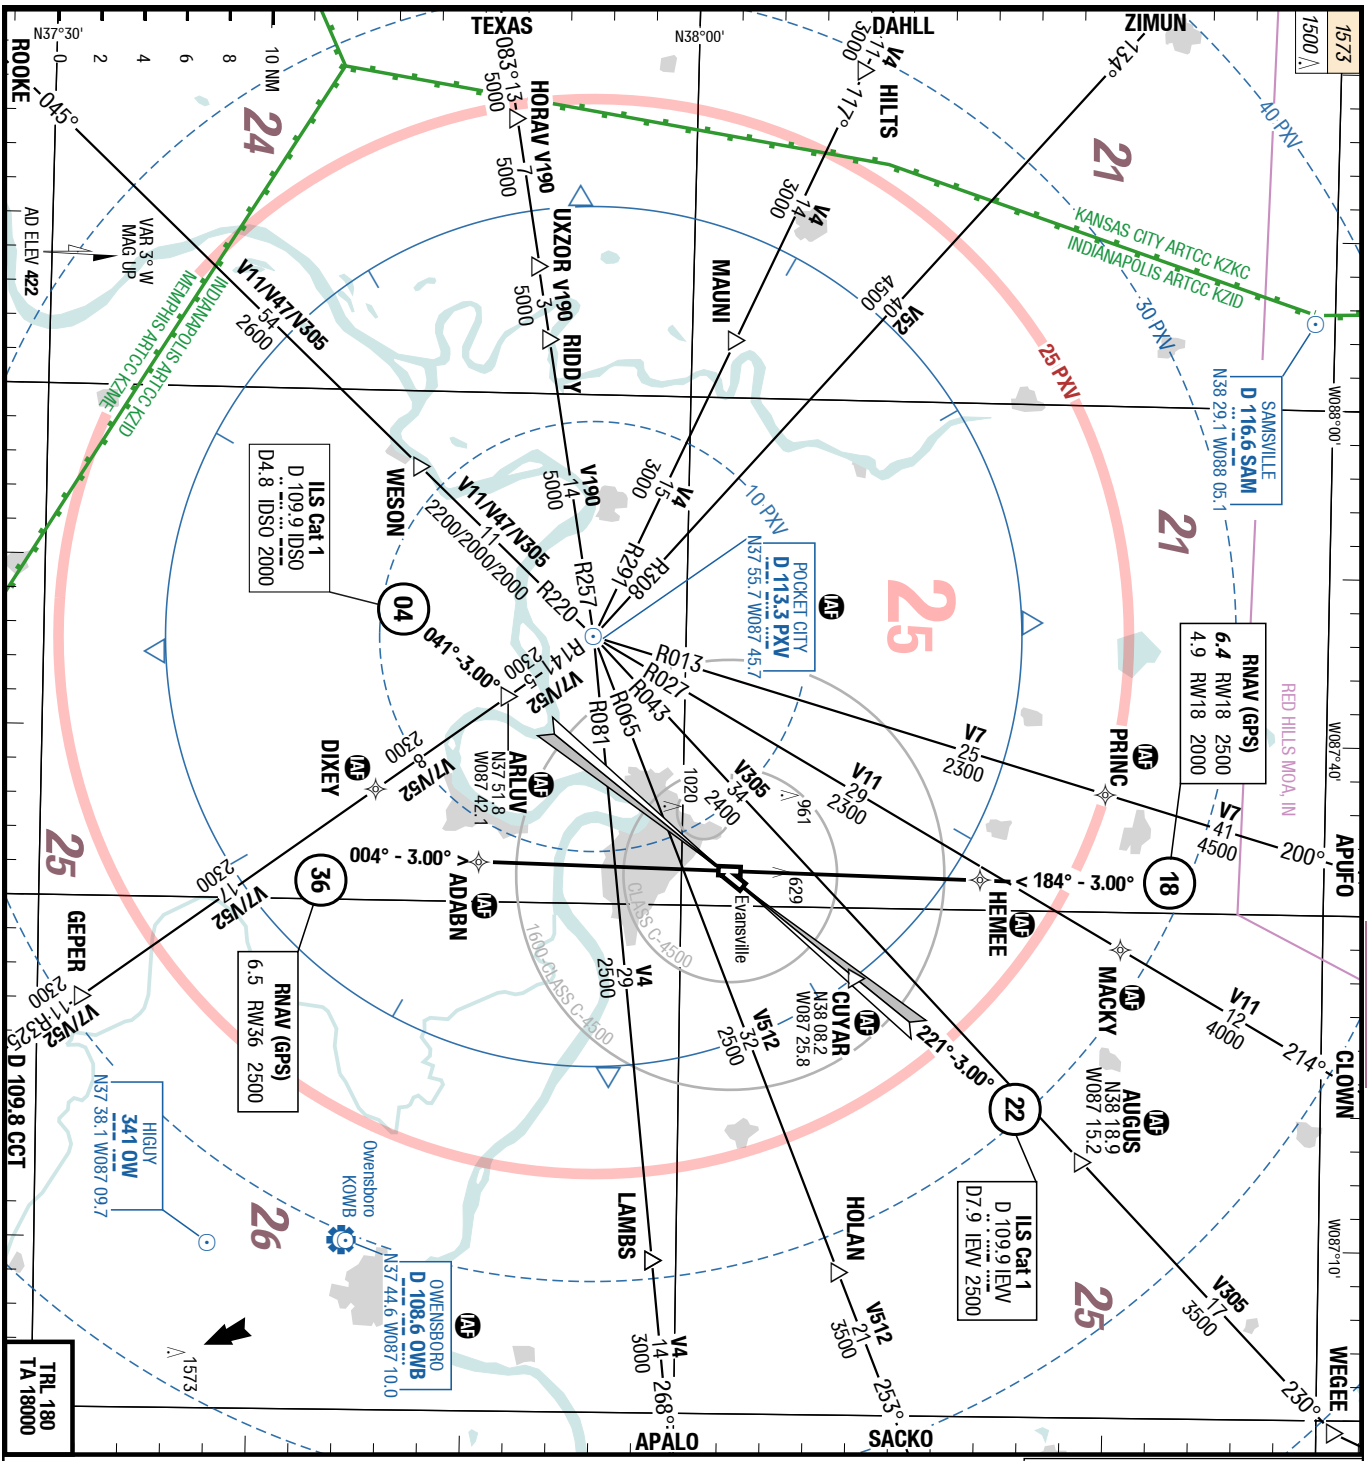 1573
1500
ZIMUN
134°
DAHLL
V4
11
3000
HILTS
117°
N38°00'
TEXAS
083°
13
5000
HORAV
V190
7
5000
N37°30'
ROOKE
045°
0
2
4
6
8
10 NM
24
21
40 PXV
KANSAS CITY ARTCC KZKC
INDIANAPOLIS ARTCC KZID
30 PXV
25 PXV
V4
14
3000
MAUNI
V52
40
4500
UXZOR
V190
3
5000
RIDDY
VAR 3° W
MAG UP
AD ELEV 422
INDIANAPOLIS ARTCC KZID
MEMPHIS ARTCC KZME
V11/V47/V305
54
2600
SAMSVILLE
D 116.6 SAM
N38 29.1 W088 05.1
W088°00'
21
WESON
V11/V47/V305
11
2200/2000/2000
R220
V190
14
5000
R257
V4
15
3000
R291
R308
10 PXV
ILS Cat 1
D 109.9 IDSO
D4.8 IDSO 2000
04
041°-3.00°
POCKET CITY
D 113.3 PXV
N37 55.7 W087 45.7
IAF
25
RNAV (GPS)
6.4 RW18 2500
4.9 RW18 2000
RED HILLS MOA, IN
W087°40'
R013
R027
R043
R065
R081
R141
5
2300
V7/V52
V7
25
2300
PRINC
IAF
V7
41
4500
200°
APUFO
V11
29
2300
V305
34
2400
1020
961
629
ARLUV
N37 51.8
W087 42.1
IAF
DIXEY
IAF
8
2300
V7/V52
004° - 3.00° >
ADABN
IAF
36
RNAV (GPS)
6.5 RW36 2500
18
< 184° - 3.00°
HEMEE
IAF
MACKY
IAF
V11
12
4000
214°
CLOWN
Evansville
CLASS C-4500
1600-CLASS C-4500
CUYAR
N38 08.2
W087 25.8
IAF
221°-3.00°
22
ILS Cat 1
D 109.9 IEVV
D7.9 IEVV 2500
AUGUS
N38 18.9
W087 15.2
IAF
V305
17
3500
230°
WEGEE
25
W087°10'
V4
29
2500
V512
32
2500
LAMBS
HOLAN
V512
21
3500
253°
SACKO
V4
14
3000
268°
APALO
25
GEPER
17
2300
V7/V52
11
2300
R325
V7/V52
D 109.8 CCT
HIGUY
341 OW
N37 38.1 W087 09.7
Owensboro
KOWB
26
OWENSBORO
D 108.6 OWB
N37 44.6 W087 10.0
IAF
1573
TRL 180
TA 18000